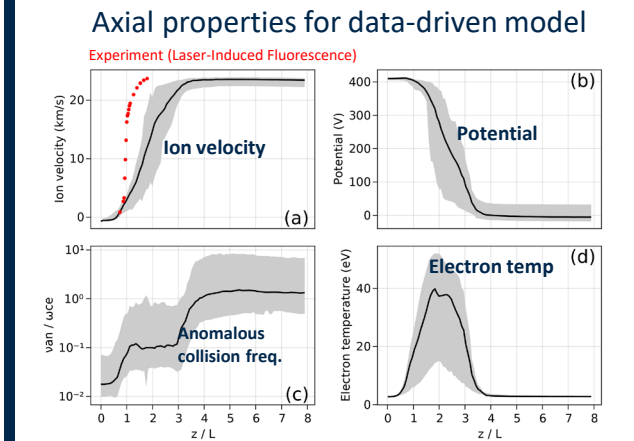 Axial properties for data-driven model
Experiment (Laser-Induced Fluorescence)
Ion velocity (km/s)
20
10
0
Ion velocity
(a)
Potential (V)
400
300
200
100
0
(b)
Potential
νan / ωce
10¹
10⁰
10⁻¹
10⁻²
Anomalous
collision freq.
(c)
0 1 2 3 4 5 6 7 8
z / L
Electron temperature (eV)
40
20
0
Electron temp
(d)
0 1 2 3 4 5 6 7 8
z / L